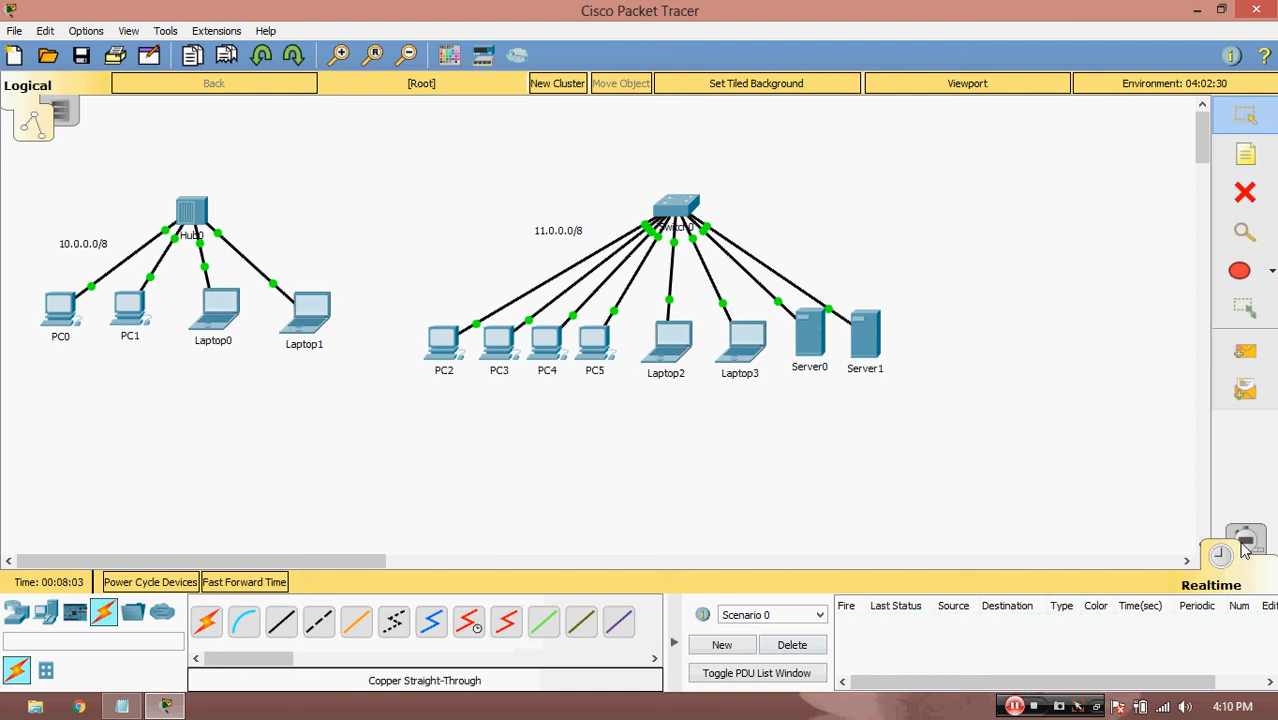 Cisco Packet Tracer
File Edit Options View Tools Extensions Help
Logical Back [Root] New Cluster Move Object Set Tiled Background Viewport Environment: 04:02:30
Hub0
Switch0
10.0.0.0/8
11.0.0.0/8
PC0 PC1 Laptop0 Laptop1
PC2 PC3 PC4 PC5 Laptop2 Laptop3 Server0 Server1
Time: 00:08:03 Power Cycle Devices Fast Forward Time Realtime
Scenario 0
Fire Last Status Source Destination Type Color Time(sec) Periodic Num Edit
New Delete
Toggle PDU List Window
Copper Straight-Through
4:10 PM